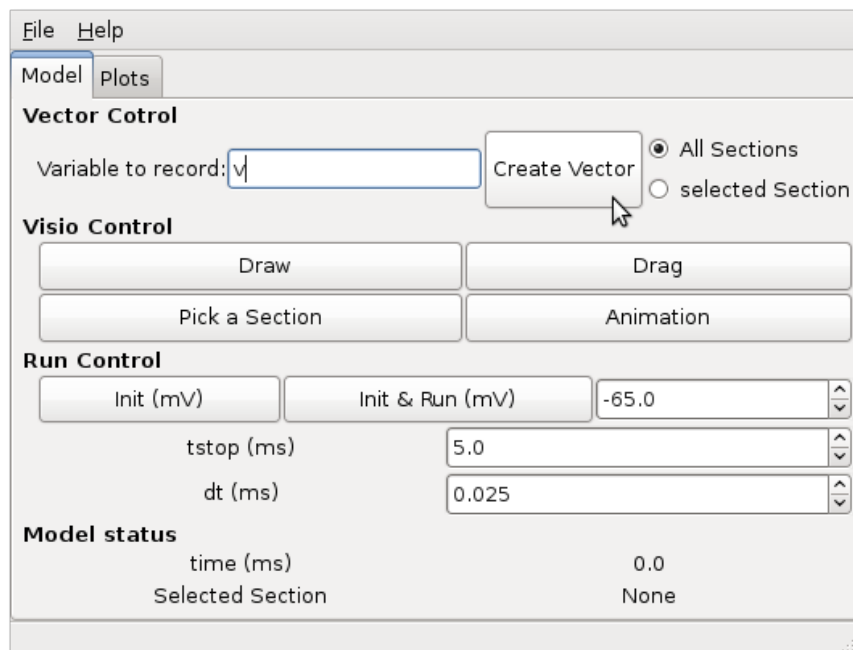 File Help
Model Plots
Vector Cotrol
Variable to record: v Create Vector All Sections
selected Section
Visio Control
Draw Drag
Pick a Section Animation
Run Control
Init (mV) Init & Run (mV) -65.0
tstop (ms) 5.0
dt (ms) 0.025
Model status
time (ms) 0.0
Selected Section None